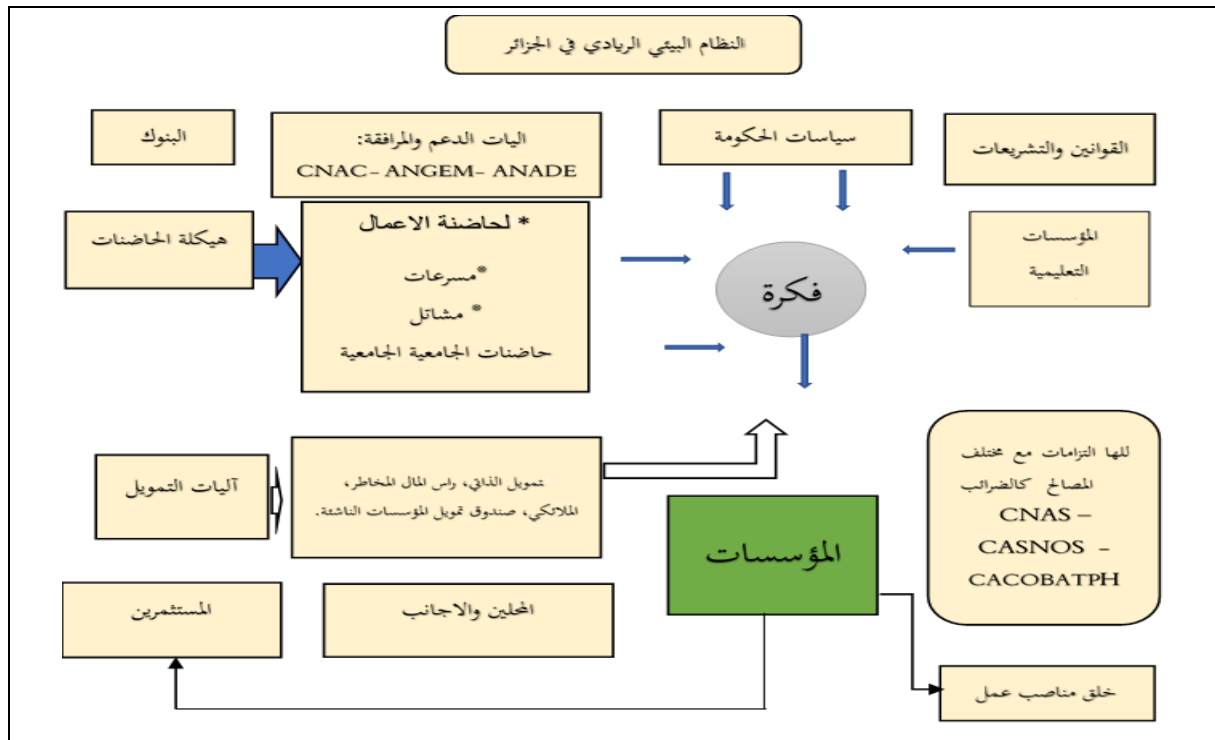 النظام البيئي الريادي في الجزائر
القوانين والتشريعات
سياسات الحكومة
اليات الدعم والمرافقة:
CNAC- ANGEM- ANADE
البنوك
المؤسسات
التعليمية
فكرة
* لحاضنة الاعمال
*مسرعات
* مشاتل
حاضنات الجامعية الجامعية
هيكلة الحاضنات
للها التزامات مع مختلف
المصالح كالضرائب
CNAS –
CASNOS -
CACOBATPH
تمويل الذاتي، راس المال المخاطر،
الملائكي، صندوق تمويل المؤسسات الناشئة.
آليات التمويل
المؤسسات
المحلين والاجانب
المستثمرين
خلق مناصب عمل